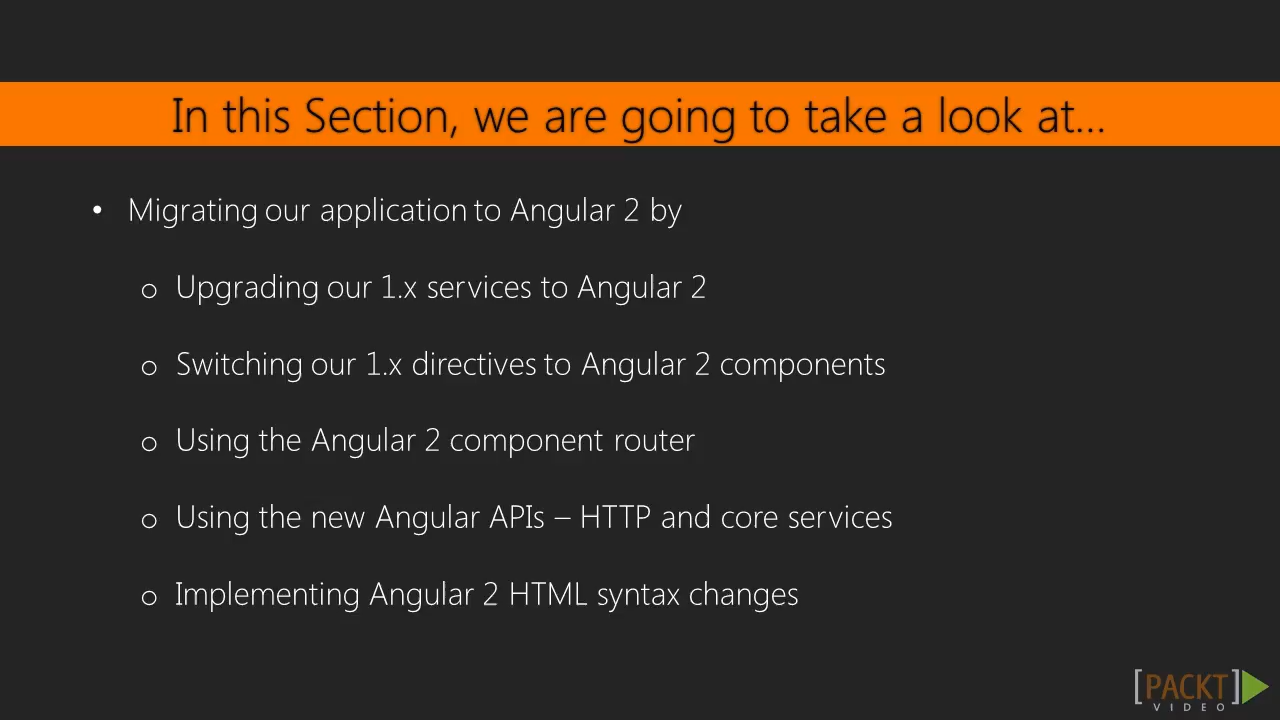 In this Section, we are going to take a look at...
• Migrating our application to Angular 2 by
o Upgrading our 1.x services to Angular 2
o Switching our 1.x directives to Angular 2 components
o Using the Angular 2 component router
o Using the new Angular APIs – HTTP and core services
o Implementing Angular 2 HTML syntax changes
[PACKT]
VIDEO